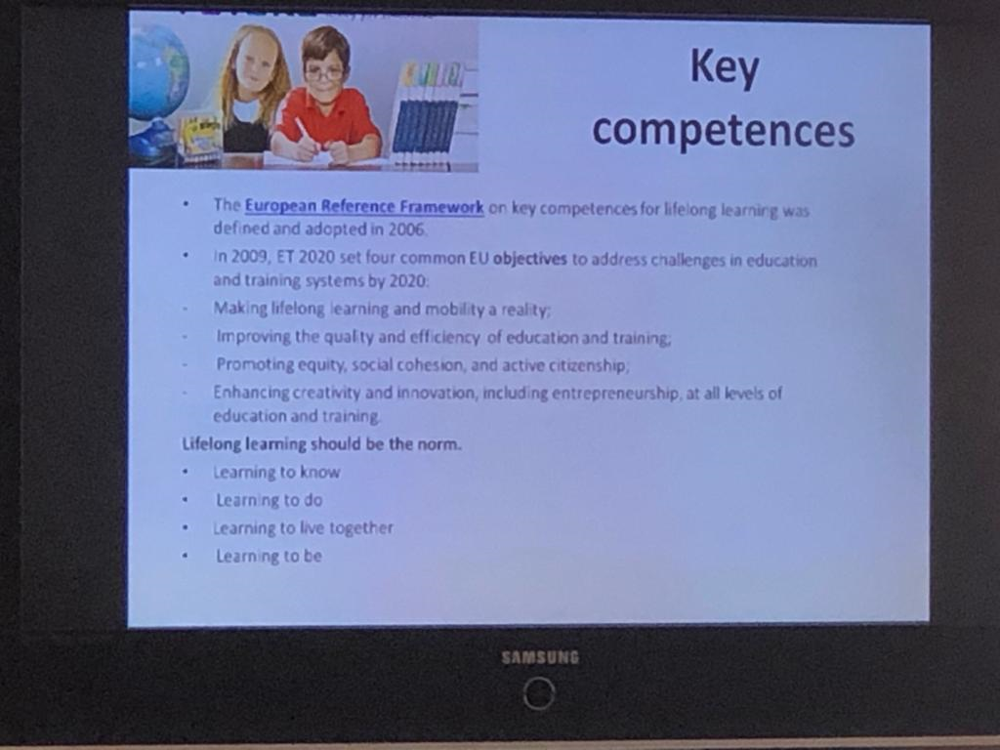 Key
competences
• The European Reference Framework on key competences for lifelong learning was
defined and adopted in 2006.
• In 2009, ET 2020 set four common EU objectives to address challenges in education
and training systems by 2020:
- Making lifelong learning and mobility a reality;
- Improving the quality and efficiency of education and training;
- Promoting equity, social cohesion, and active citizenship;
- Enhancing creativity and innovation, including entrepreneurship, at all levels of
education and training.
Lifelong learning should be the norm.
• Learning to know
• Learning to do
• Learning to live together
• Learning to be
SAMSUNG